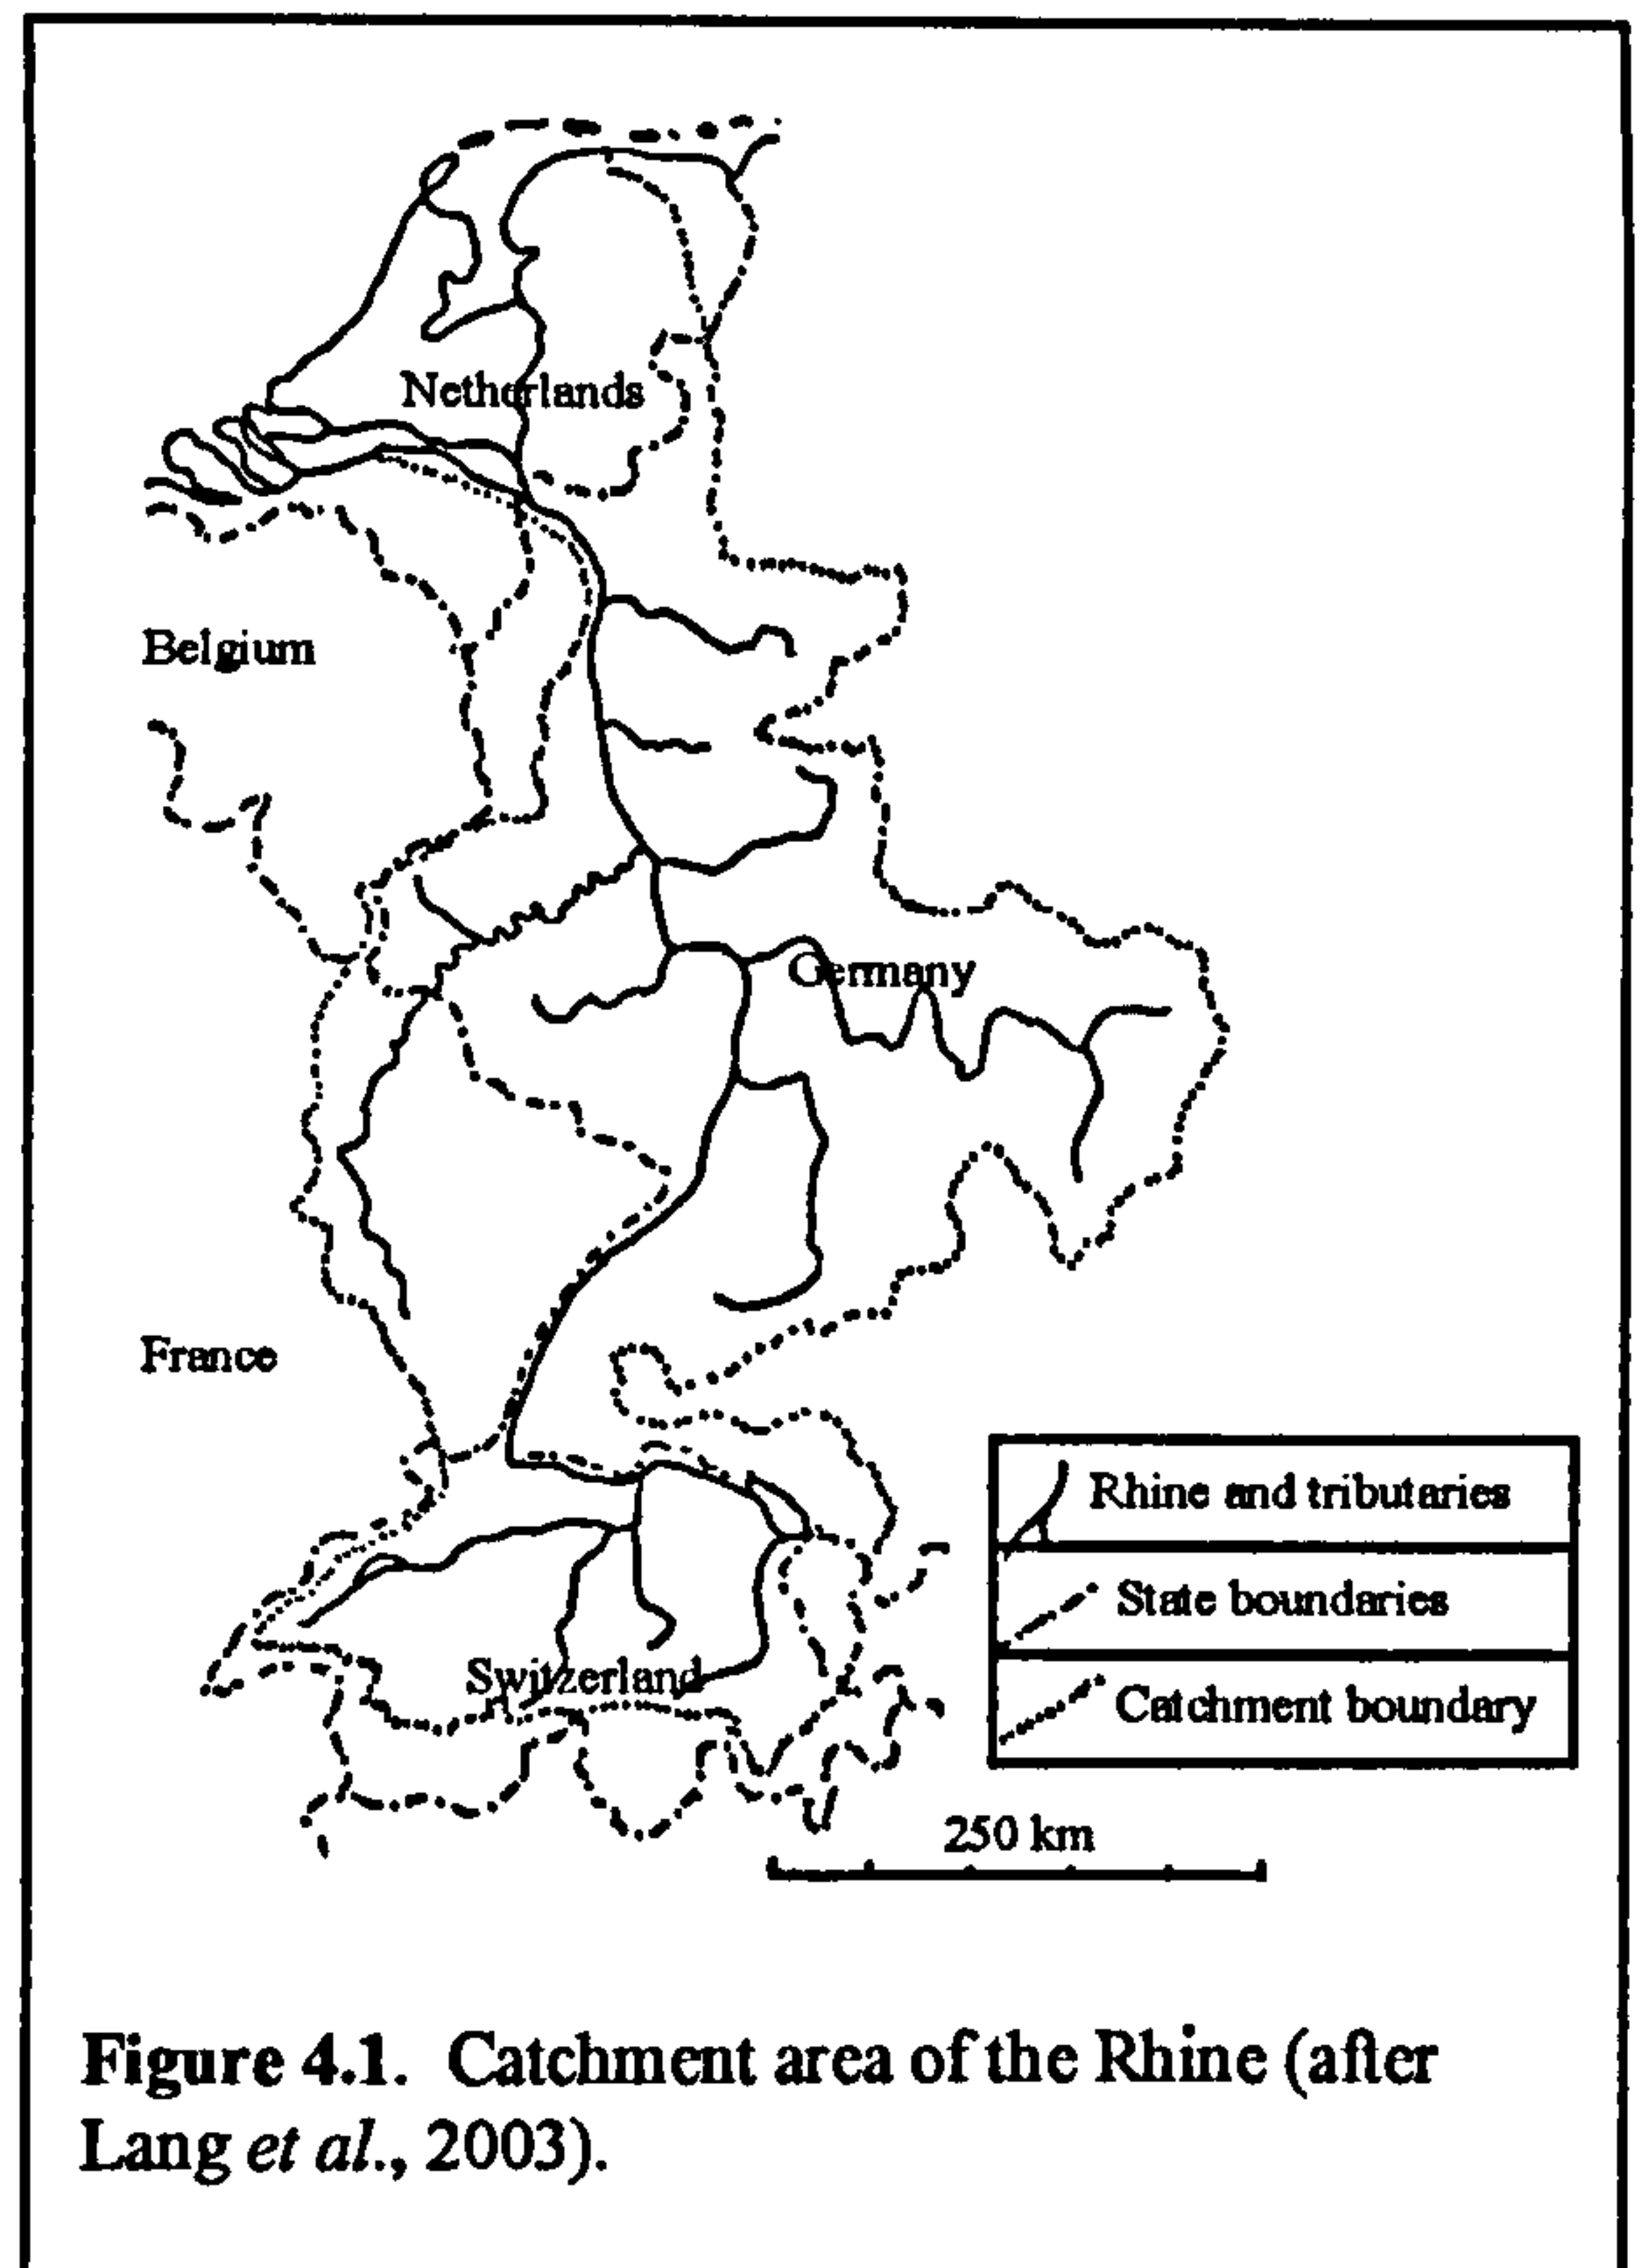 Netherlands
Belgium
Germany
France
Rhine and tributaries
State boundaries
Catchment boundary
Switzerland
250 km
Figure 4.1. Catchment area of the Rhine (after
Lang et al., 2003).